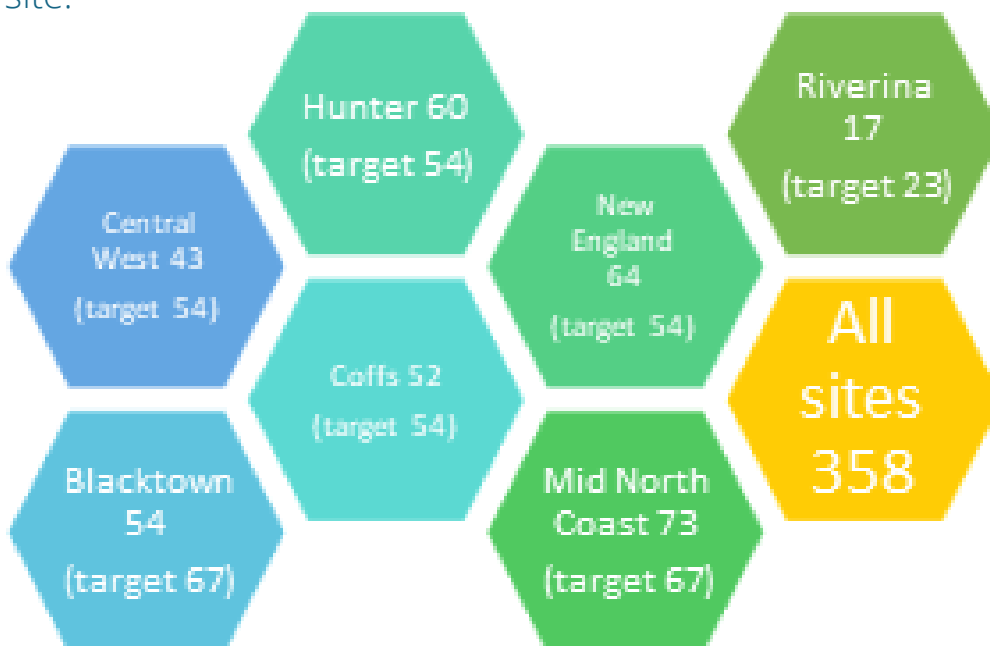 Site:
Hunter 60
(target 54)
Riverina
17
(target 23)
Central
West 43
(target 54)
New
England
64
(target 54)
Coffs 52
(target 54)
All
sites
358
Blacktown
54
(target 67)
Mid North
Coast 73
(target 67)